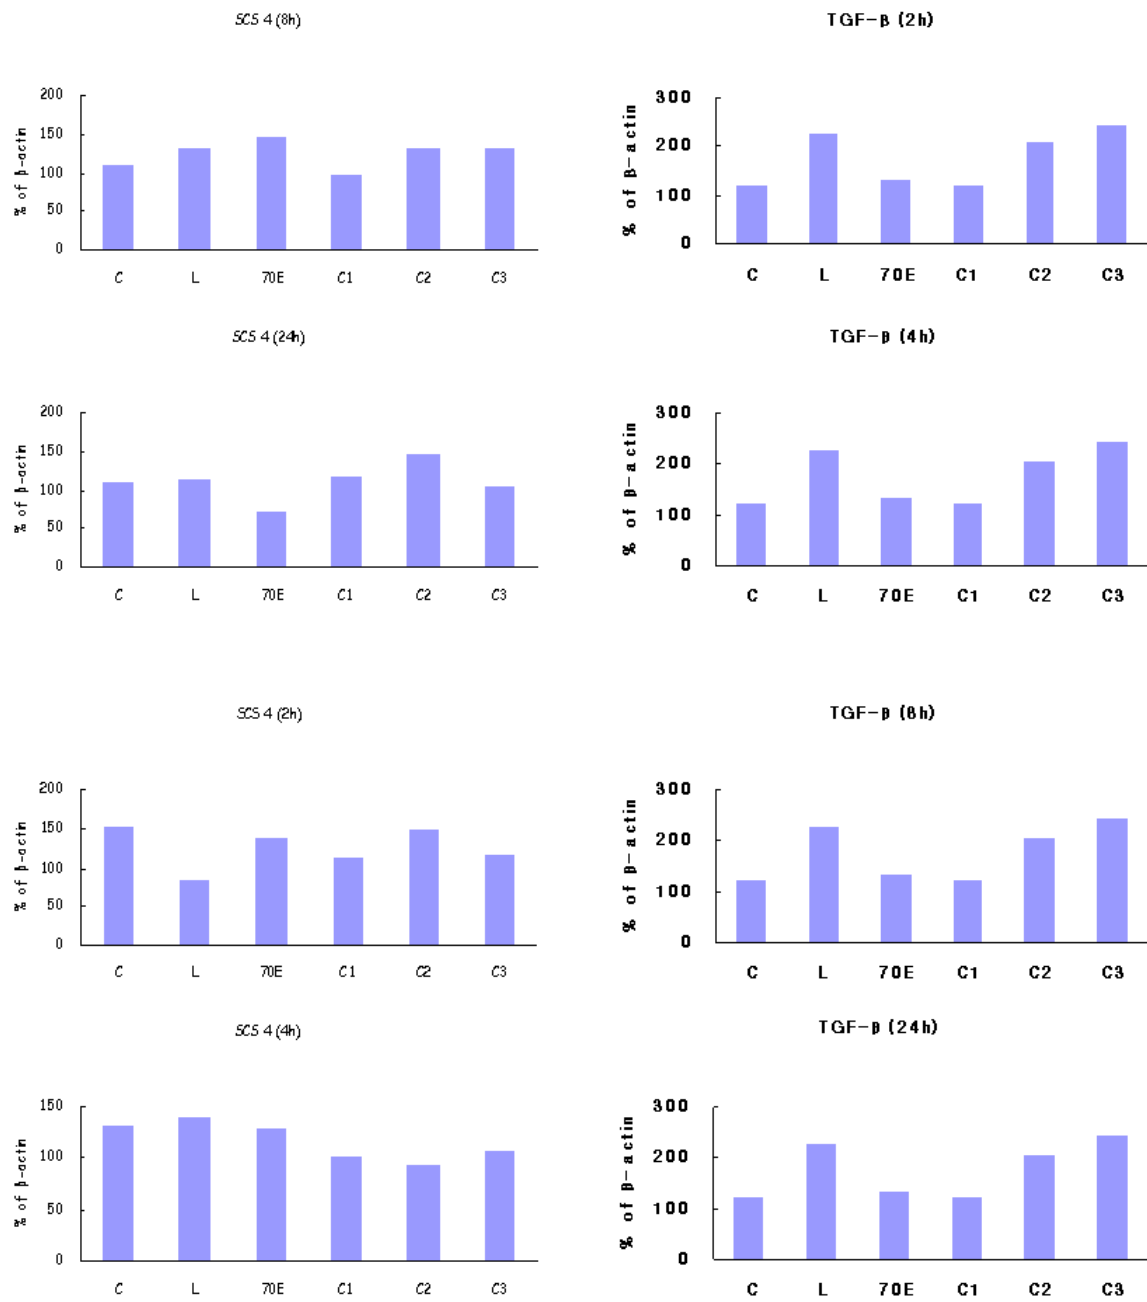 SCS 4 (8h)
% of β-actin
200
150
100
50
0
C L 70E C1 C2 C3
TGF-β (2h)
% of β-actin
300
200
100
0
C L 70E C1 C2 C3
SCS 4 (24h)
% of β-actin
200
150
100
50
0
C L 70E C1 C2 C3
TGF-β (4h)
% of β-actin
300
200
100
0
C L 70E C1 C2 C3
SCS 4 (2h)
% of β-actin
200
150
100
50
0
C L 70E C1 C2 C3
TGF-β (8h)
% of β-actin
300
200
100
0
C L 70E C1 C2 C3
SCS 4 (4h)
% of β-actin
150
100
50
0
C L 70E C1 C2 C3
TGF-β (24h)
% of β-actin
300
200
100
0
C L 70E C1 C2 C3